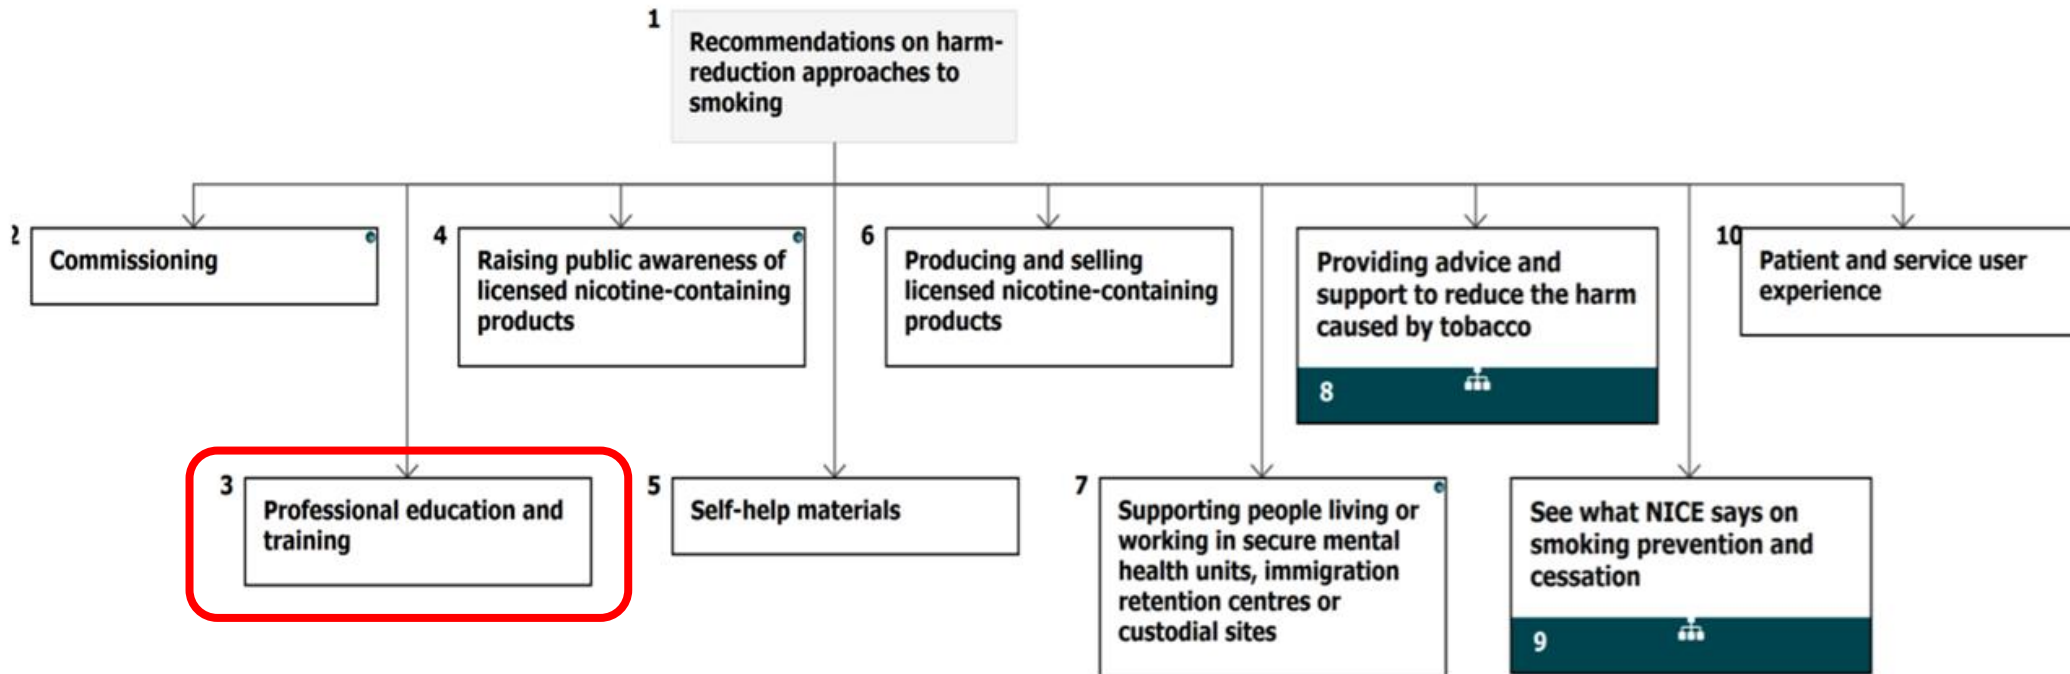 1
Recommendations on harm-
reduction approaches to
smoking
2
Commissioning
4
Raising public awareness of
licensed nicotine-containing
products
6
Producing and selling
licensed nicotine-containing
products
Providing advice and
support to reduce the harm
caused by tobacco
8
10
Patient and service user
experience
3
Professional education and
training
5
Self-help materials
7
Supporting people living or
working in secure mental
health units, immigration
retention centres or
custodial sites
See what NICE says on
smoking prevention and
cessation
9